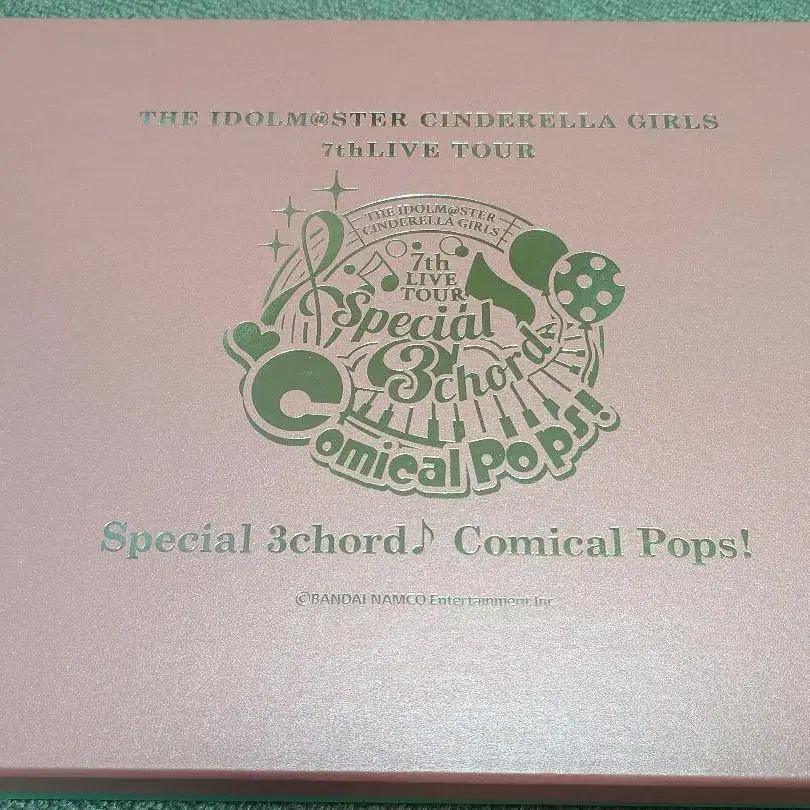 THE IDOLM@STER CINDERELLA GIRLS
7thLIVE TOUR
THE IDOLM@STER
CINDERELLA GIRLS
7th
LIVE
TOUR
Special
3chord♪
Comical Pops!
Special 3chord♪ Comical Pops!
©BANDAI NAMCO Entertainment Inc.